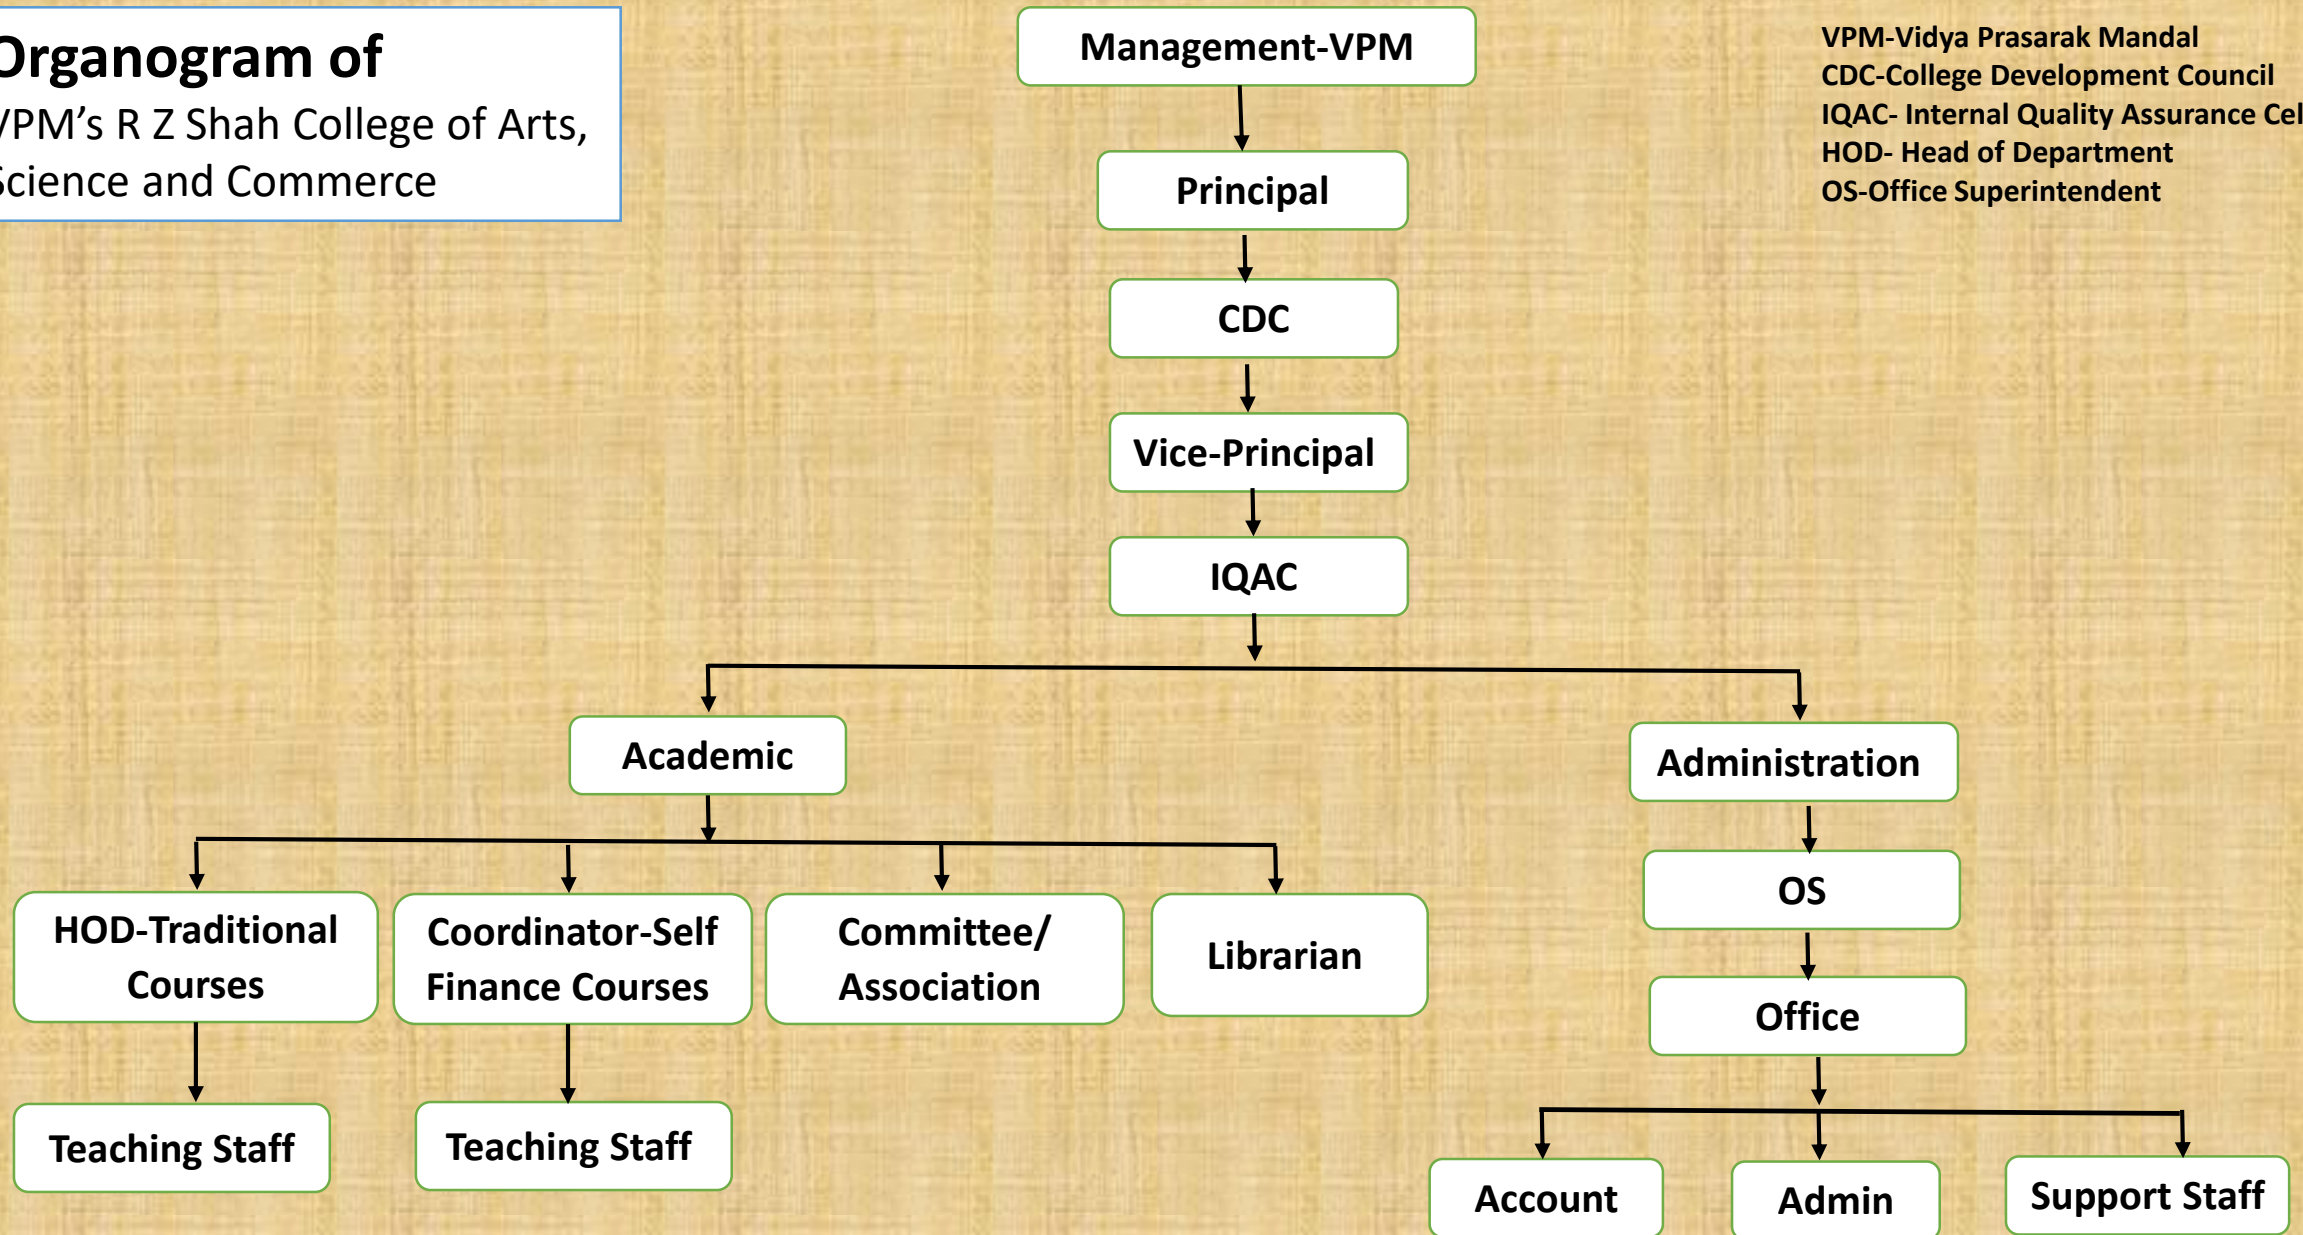 Organogram of
VPM’s R Z Shah College of Arts,
Science and Commerce
VPM-Vidya Prasarak Mandal
CDC-College Development Council
IQAC- Internal Quality Assurance Cel
HOD- Head of Department
OS-Office Superintendent
Management-VPM
Principal
CDC
Vice-Principal
IQAC
Academic
Administration
HOD-Traditional
Courses
Coordinator-Self
Finance Courses
Committee/
Association
Librarian
OS
Office
Teaching Staff
Teaching Staff
Account
Admin
Support Staff